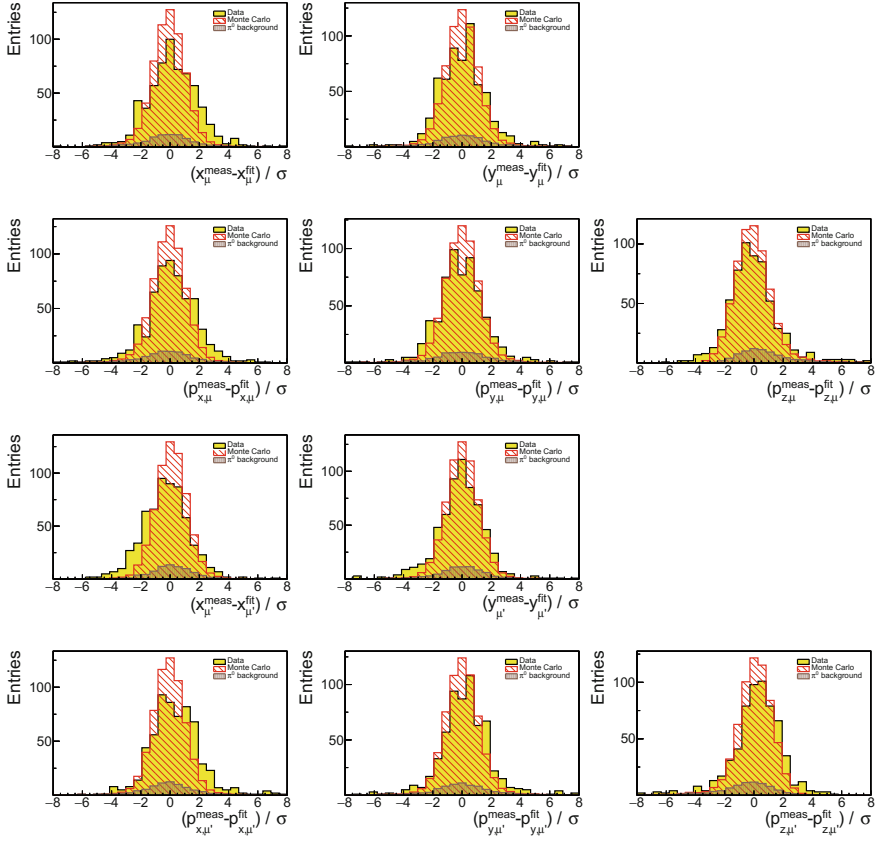 Entries
Data
Monte Carlo
π⁰ background
100
50
−8 −6 −4 −2 0 2 4 6 8
(x_μ^meas-x_μ^fit) / σ
Entries
Data
Monte Carlo
π⁰ background
100
50
−8 −6 −4 −2 0 2 4 6 8
(y_μ^meas-y_μ^fit) / σ
Entries
Data
Monte Carlo
π⁰ background
100
50
−8 −6 −4 −2 0 2 4 6 8
(p_x,μ^meas-p_x,μ^fit) / σ
Entries
Data
Monte Carlo
π⁰ background
100
50
−8 −6 −4 −2 0 2 4 6 8
(p_y,μ^meas-p_y,μ^fit) / σ
Entries
Data
Monte Carlo
π⁰ background
100
50
−8 −6 −4 −2 0 2 4 6 8
(p_z,μ^meas-p_z,μ^fit) / σ
Entries
Data
Monte Carlo
π⁰ background
100
50
−8 −6 −4 −2 0 2 4 6 8
(x_μ'^meas-x_μ'^fit) / σ
Entries
Data
Monte Carlo
π⁰ background
100
50
−8 −6 −4 −2 0 2 4 6 8
(y_μ'^meas-y_μ'^fit) / σ
Entries
Data
Monte Carlo
π⁰ background
100
50
−8 −6 −4 −2 0 2 4 6 8
(p_x,μ'^meas-p_x,μ'^fit) / σ
Entries
Data
Monte Carlo
π⁰ background
100
50
−8 −6 −4 −2 0 2 4 6 8
(p_y,μ'^meas-p_y,μ'^fit) / σ
Entries
Data
Monte Carlo
π⁰ background
100
50
−8 −6 −4 −2 0 2 4 6 8
(p_z,μ'^meas-p_z,μ'^fit) / σ